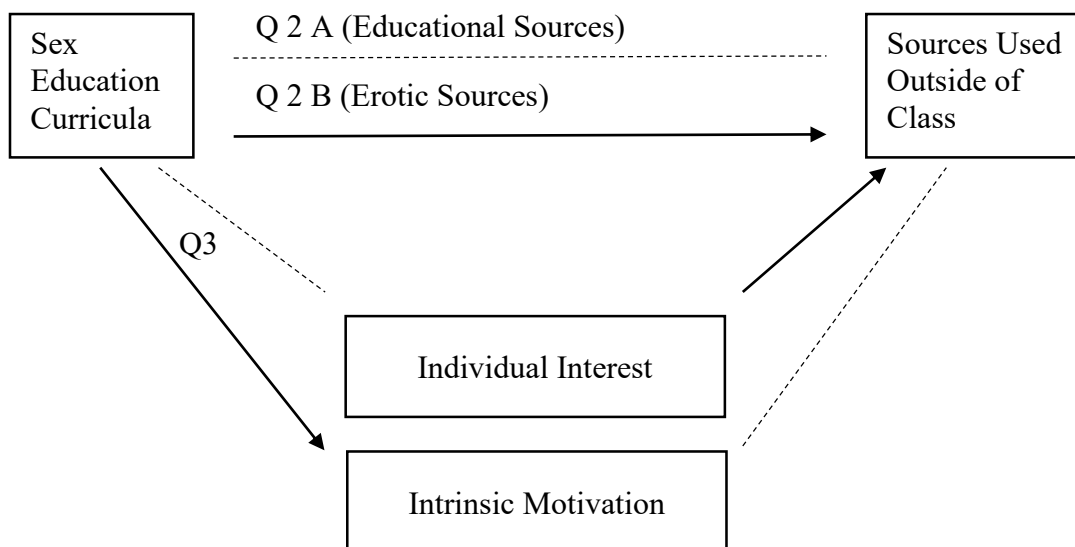 Sex
Education
Curricula
Q 2 A (Educational Sources)
Q 2 B (Erotic Sources)
Sources Used
Outside of
Class
Q3
Individual Interest
Intrinsic Motivation